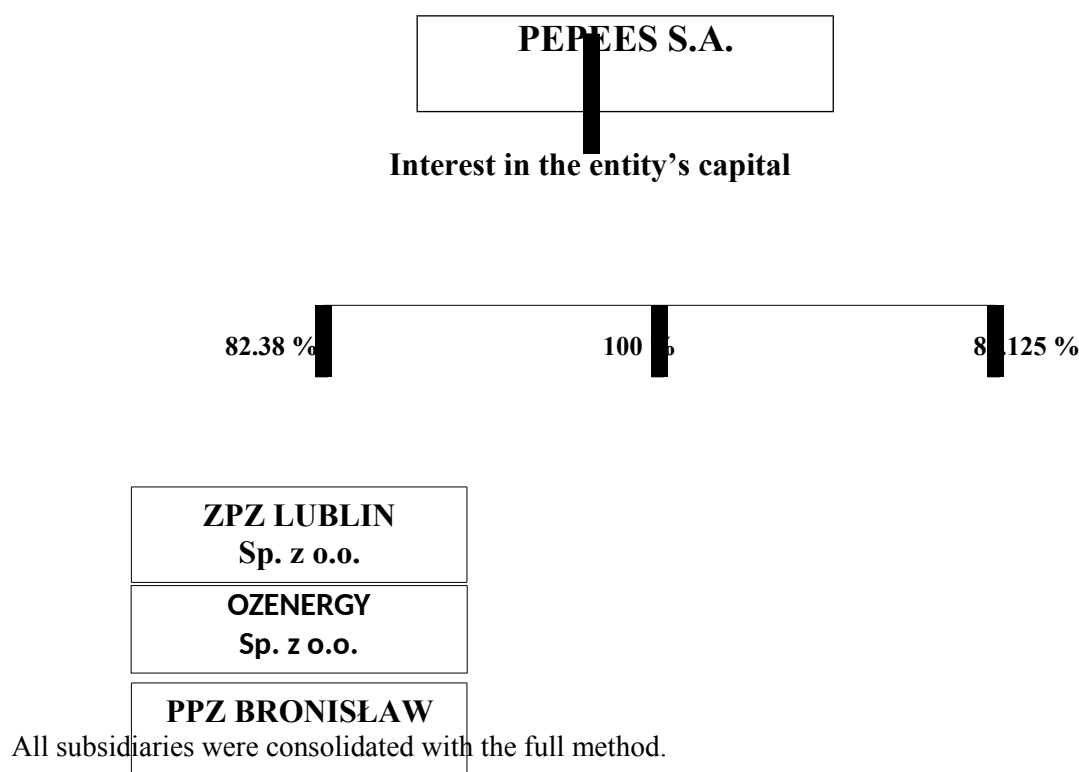 PEPEES S.A.
Interest in the entity's capital
82.38 % 100 % .125 %
ZPZ LUBLIN
Sp. z o.o.
OZENERGY
Sp. z o.o.
PPZ BRONISŁAW
All subsidiaries were consolidated with the full method.